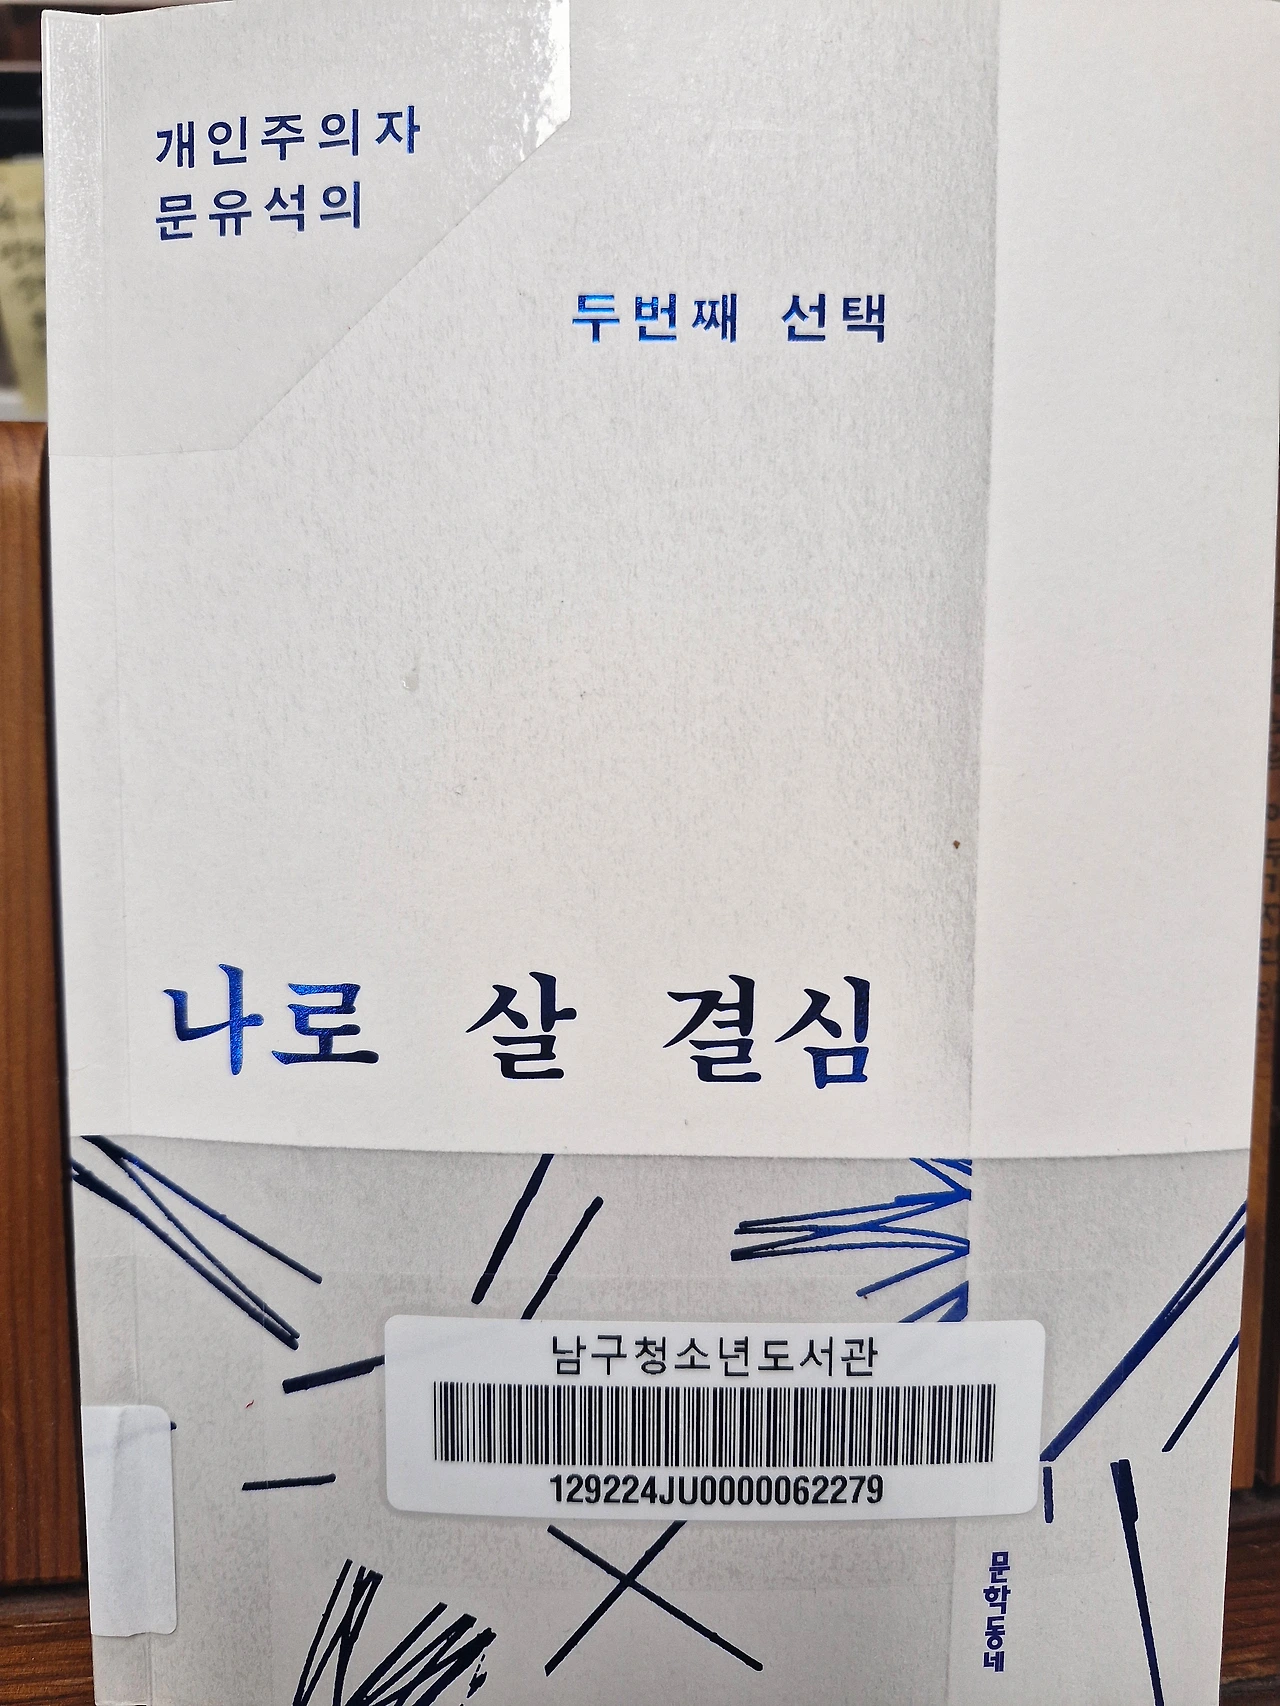 개인주의자
문유석의
두번째 선택
나로 살 결심
남구청소년도서관
129224JU0000062279
문학동네